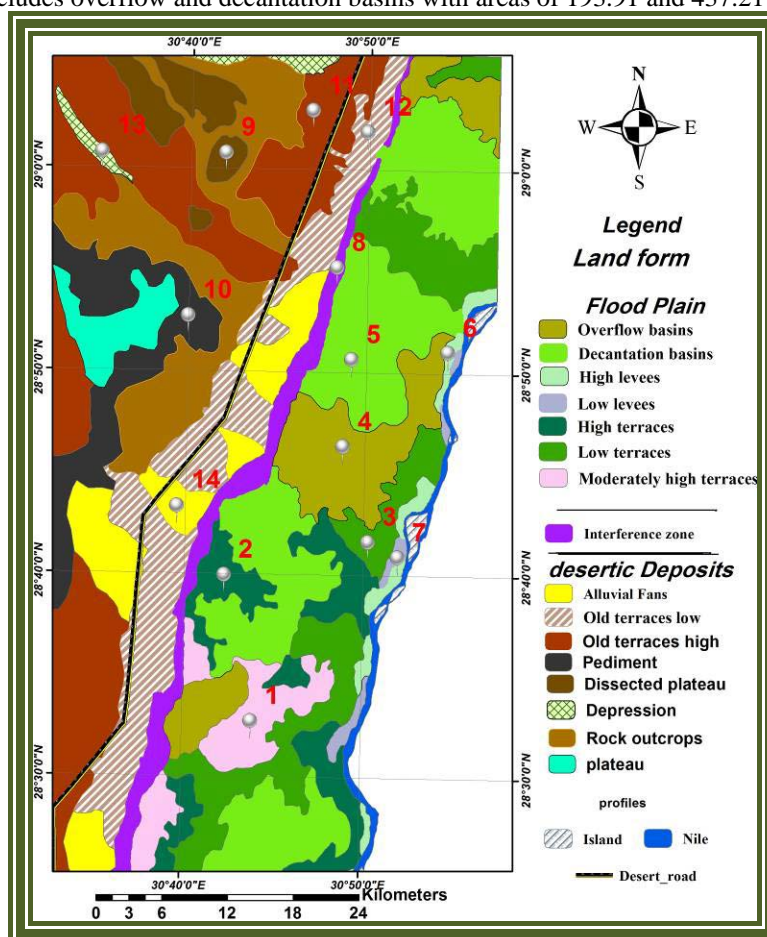 cludes overflow and decantation basins with areas of 193.91 and 437.21
30°40'0"E 30°50'0"E
N
W E
S
29°0'0"N 29°0'0"N
28°50'0"N 28°50'0"N
28°40'0"N 28°40'0"N
28°30'0"N 28°30'0"N
11
12
13
9
8
10
6
5
4
14
3
7
2
1
30°40'0"E 30°50'0"E
Kilometers
0 3 6 12 18 24
Legend
Land form
Flood Plain
Overflow basins
Decantation basins
High levees
Low levees
High terraces
Low terraces
Moderately high terraces
Interference zone
desertic Deposits
Alluvial Fans
Old terraces low
Old terraces high
Pediment
Dissected plateau
Depression
Rock outcrops
plateau
profiles
Island Nile
Desert_road